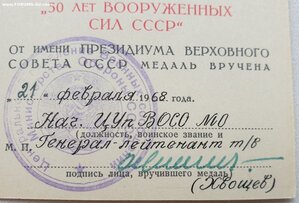 "50 ЛЕТ ВООРУЖЕННЫХ
СИЛ СССР"
ОТ ИМЕНИ ПРЕЗИДИУМА ВЕРХОВНОГО
СОВЕТА СССР МЕДАЛЬ ВРУЧЕНА
„21" февраля 1968 года.
Нач. ЦУп ВОСО МО
(должность, воинское звание и
М. П. Генерал-лейтенант т/в
подпись лица, вручившего медаль)
(Хвощев)